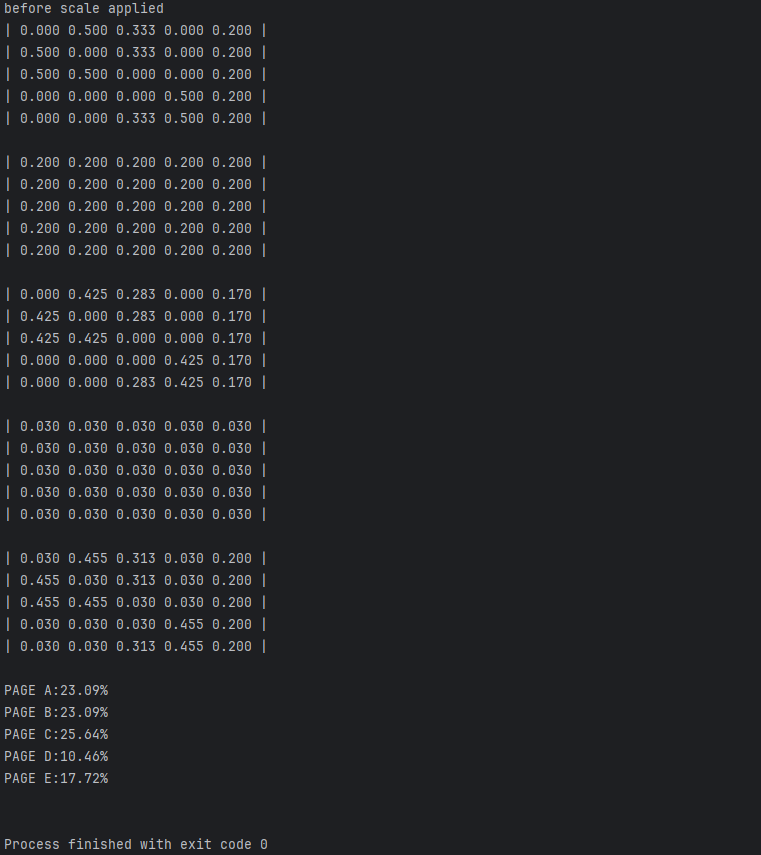 before scale applied
| 0.000 0.500 0.333 0.000 0.200 |
| 0.500 0.000 0.333 0.000 0.200 |
| 0.500 0.500 0.000 0.000 0.200 |
| 0.000 0.000 0.000 0.500 0.200 |
| 0.000 0.000 0.333 0.500 0.200 |
| 0.200 0.200 0.200 0.200 0.200 |
| 0.200 0.200 0.200 0.200 0.200 |
| 0.200 0.200 0.200 0.200 0.200 |
| 0.200 0.200 0.200 0.200 0.200 |
| 0.200 0.200 0.200 0.200 0.200 |
| 0.000 0.425 0.283 0.000 0.170 |
| 0.425 0.000 0.283 0.000 0.170 |
| 0.425 0.425 0.000 0.000 0.170 |
| 0.000 0.000 0.000 0.425 0.170 |
| 0.000 0.000 0.283 0.425 0.170 |
| 0.030 0.030 0.030 0.030 0.030 |
| 0.030 0.030 0.030 0.030 0.030 |
| 0.030 0.030 0.030 0.030 0.030 |
| 0.030 0.030 0.030 0.030 0.030 |
| 0.030 0.030 0.030 0.030 0.030 |
| 0.030 0.455 0.313 0.030 0.200 |
| 0.455 0.030 0.313 0.030 0.200 |
| 0.455 0.455 0.030 0.030 0.200 |
| 0.030 0.030 0.030 0.455 0.200 |
| 0.030 0.030 0.313 0.455 0.200 |
PAGE A:23.09%
PAGE B:23.09%
PAGE C:25.64%
PAGE D:10.46%
PAGE E:17.72%
Process finished with exit code 0